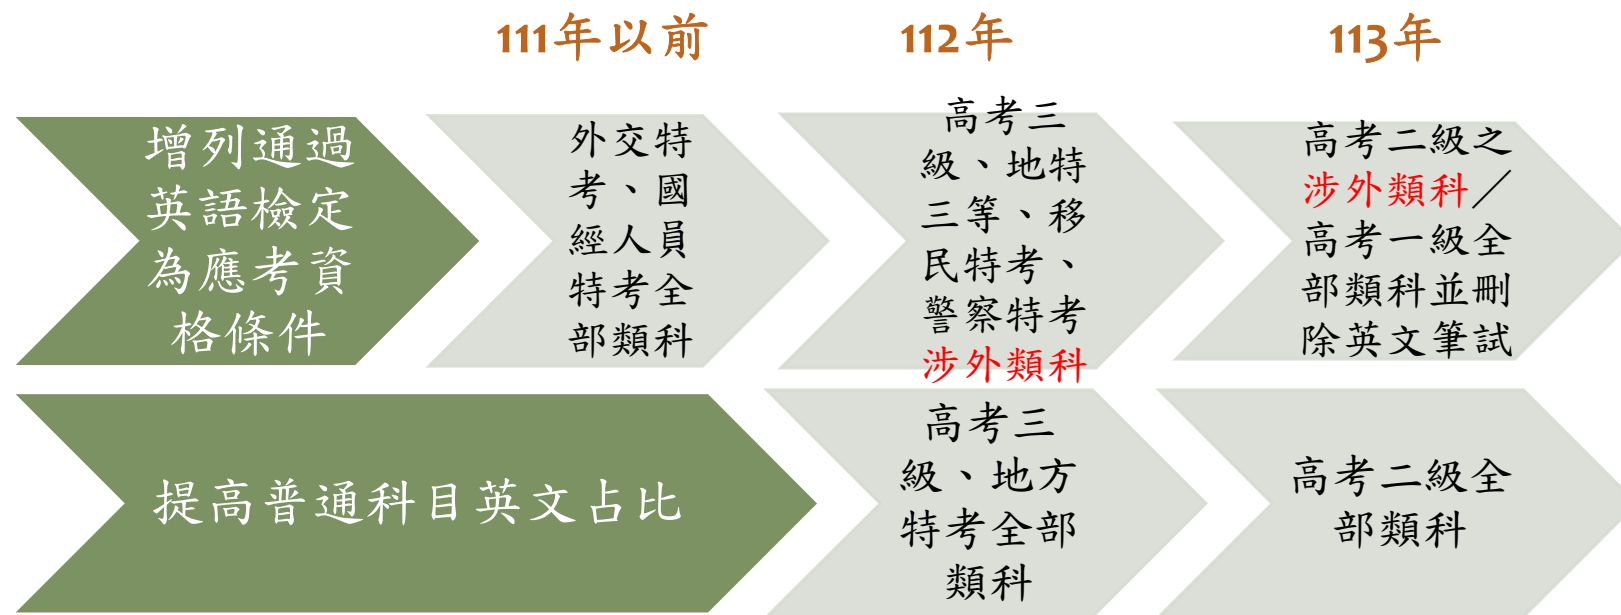 111年以前
112年
113年
增列通過
英語檢定
為應考資
格條件
外交特
考、國
經人員
特考全
部類科
高考三
級、地特
三等、移
民特考、
警察特考
涉外類科
高考二級之
涉外類科／
高考一級全
部類科並刪
除英文筆試
提高普通科目英文占比
高考三
級、地方
特考全部
類科
高考二級全
部類科